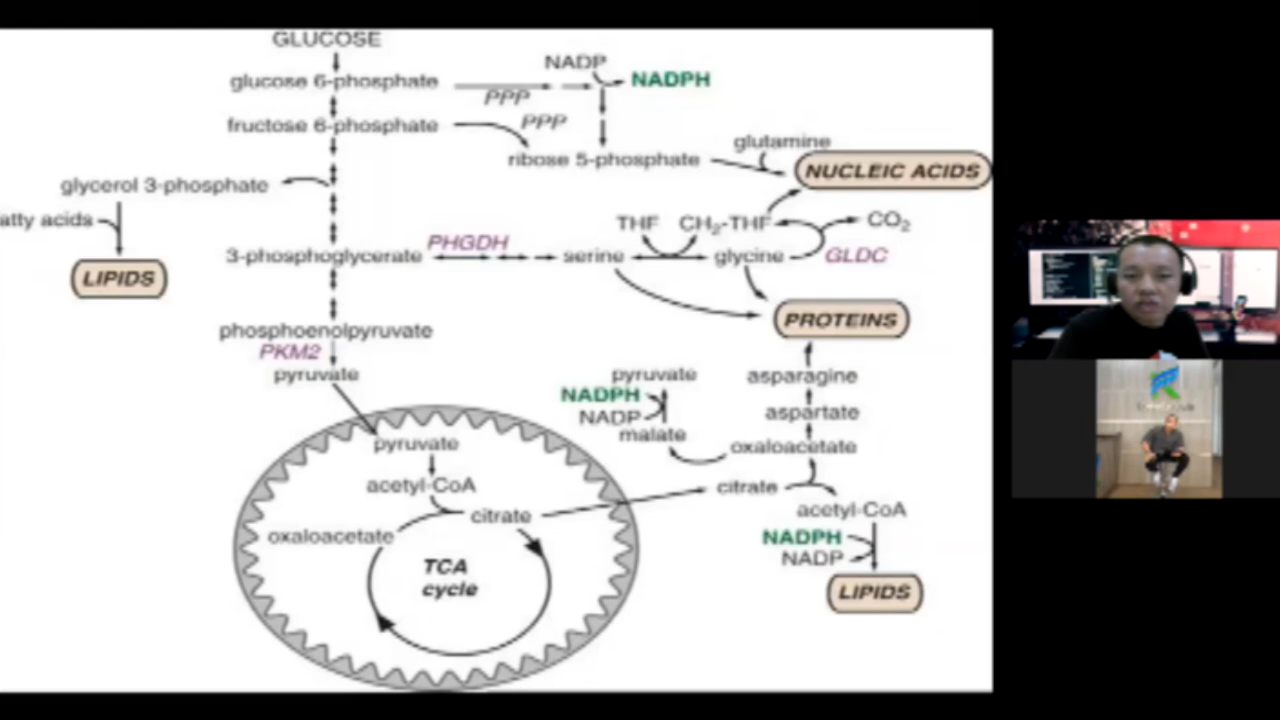 GLUCOSE
glucose 6-phosphate
NADP
NADPH
PPP
fructose 6-phosphate
PPP
ribose 5-phosphate
glutamine
NUCLEIC ACIDS
glycerol 3-phosphate
atty acids
LIPIDS
THF
CH2-THF
CO2
3-phosphoglycerate
PHGDH
serine
glycine
GLDC
PROTEINS
phosphoenolpyruvate
PKM2
pyruvate
pyruvate
NADPH
NADP
malate
asparagine
aspartate
oxaloacetate
citrate
acetyl-CoA
NADPH
NADP
LIPIDS
pyruvate
acetyl-CoA
citrate
oxaloacetate
TCA
cycle